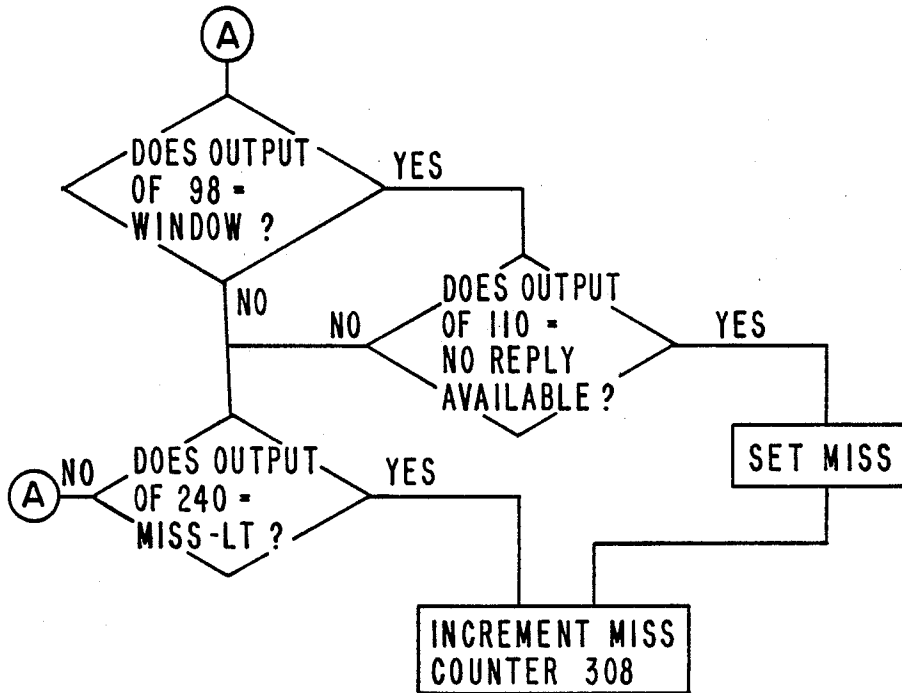 A
DOES OUTPUT
OF 98 =
WINDOW ?
YES
NO
DOES OUTPUT
OF 110 =
NO REPLY
AVAILABLE ?
NO
YES
SET MISS
DOES OUTPUT
OF 240 =
MISS-LT ?
NO
A
YES
INCREMENT MISS
COUNTER 308